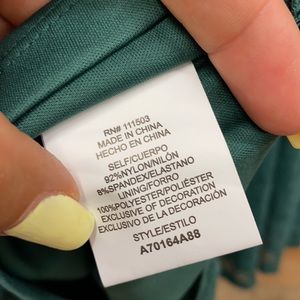 RN# 111503
MADE IN CHINA
HECHO EN CHINA
SELF/CUERPO
92%NYLON/NILÓN
8%SPANDEX/ELASTANO
LINING/FORRO
100%POLYESTER/POLIÉSTER
EXCLUSIVE OF DECORATION
EXCLUSIVO DE LA DECORACIÓN
STYLE/ESTILO
A70164A88